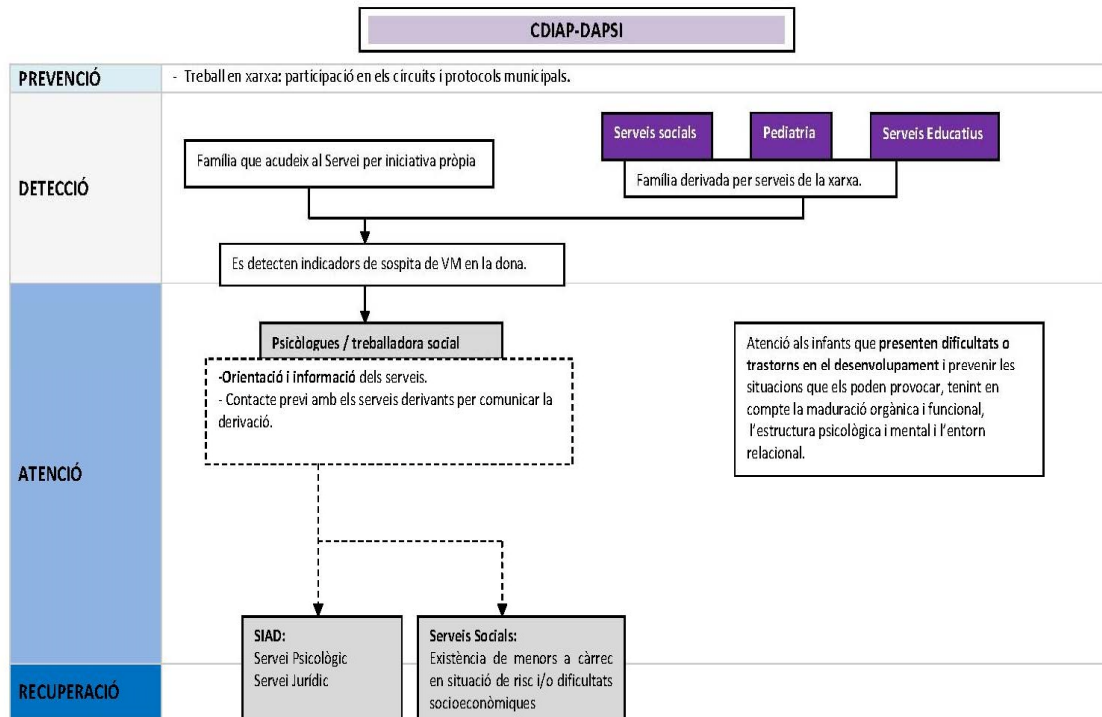 CDIAP-DAPSI
PREVENCIÓ
- Treball en xarxa: participació en els circuits i protocols municipals.
DETECCIÓ
Serveis socials
Pediatria
Serveis Educatius
Família que acudeix al Servei per iniciativa pròpia
Família derivada per serveis de la xarxa.
Es detecten indicadors de sospita de VM en la dona.
ATENCIÓ
Psicòlogues / treballadora social
-Orientació i informació dels serveis.
- Contacte previ amb els serveis derivants per comunicar la
derivació.
Atenció als infants que presenten dificultats o
trastorns en el desenvolupament i prevenir les
situacions que els poden provocar, tenint en
compte la maduració orgànica i funcional,
l'estructura psicològica i mental i l'entorn
relacional.
SIAD:
Servei Psicològic
Servei Jurídic
Serveis Socials:
Existència de menors a càrrec
en situació de risc i/o dificultats
socioeconòmiques
RECUPERACIÓ